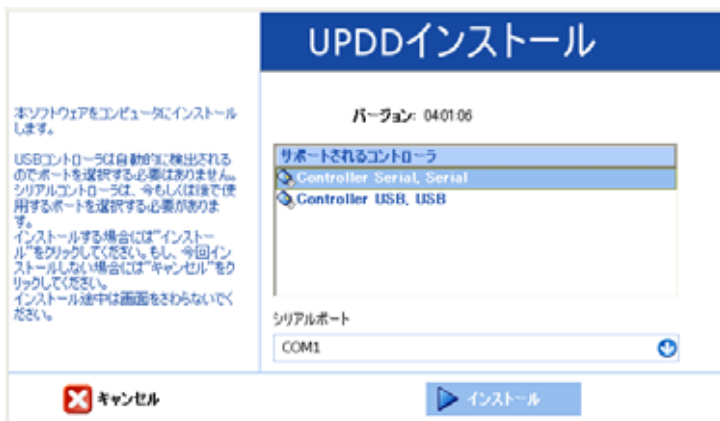 UPDDインストール
本ソフトウェアをコンピュータにインストール
します。
USBコントローラは自動的に検出される
のでポートを選択する必要はありません。
シリアルコントローラは、今もしくは後で使
用するポートを選択する必要がありま
す。
インストールする場合には"インストー
ル"をクリックしてください。もし、今回イン
ストールしない場合には"キャンセル"をク
リックしてください。
インストール途中は画面をさわらないでく
ださい。
バージョン: 04.01.06
サポートされるコントローラ
Controller Serial, Serial
Controller USB, USB
シリアルポート
COM1
キャンセル
インストール